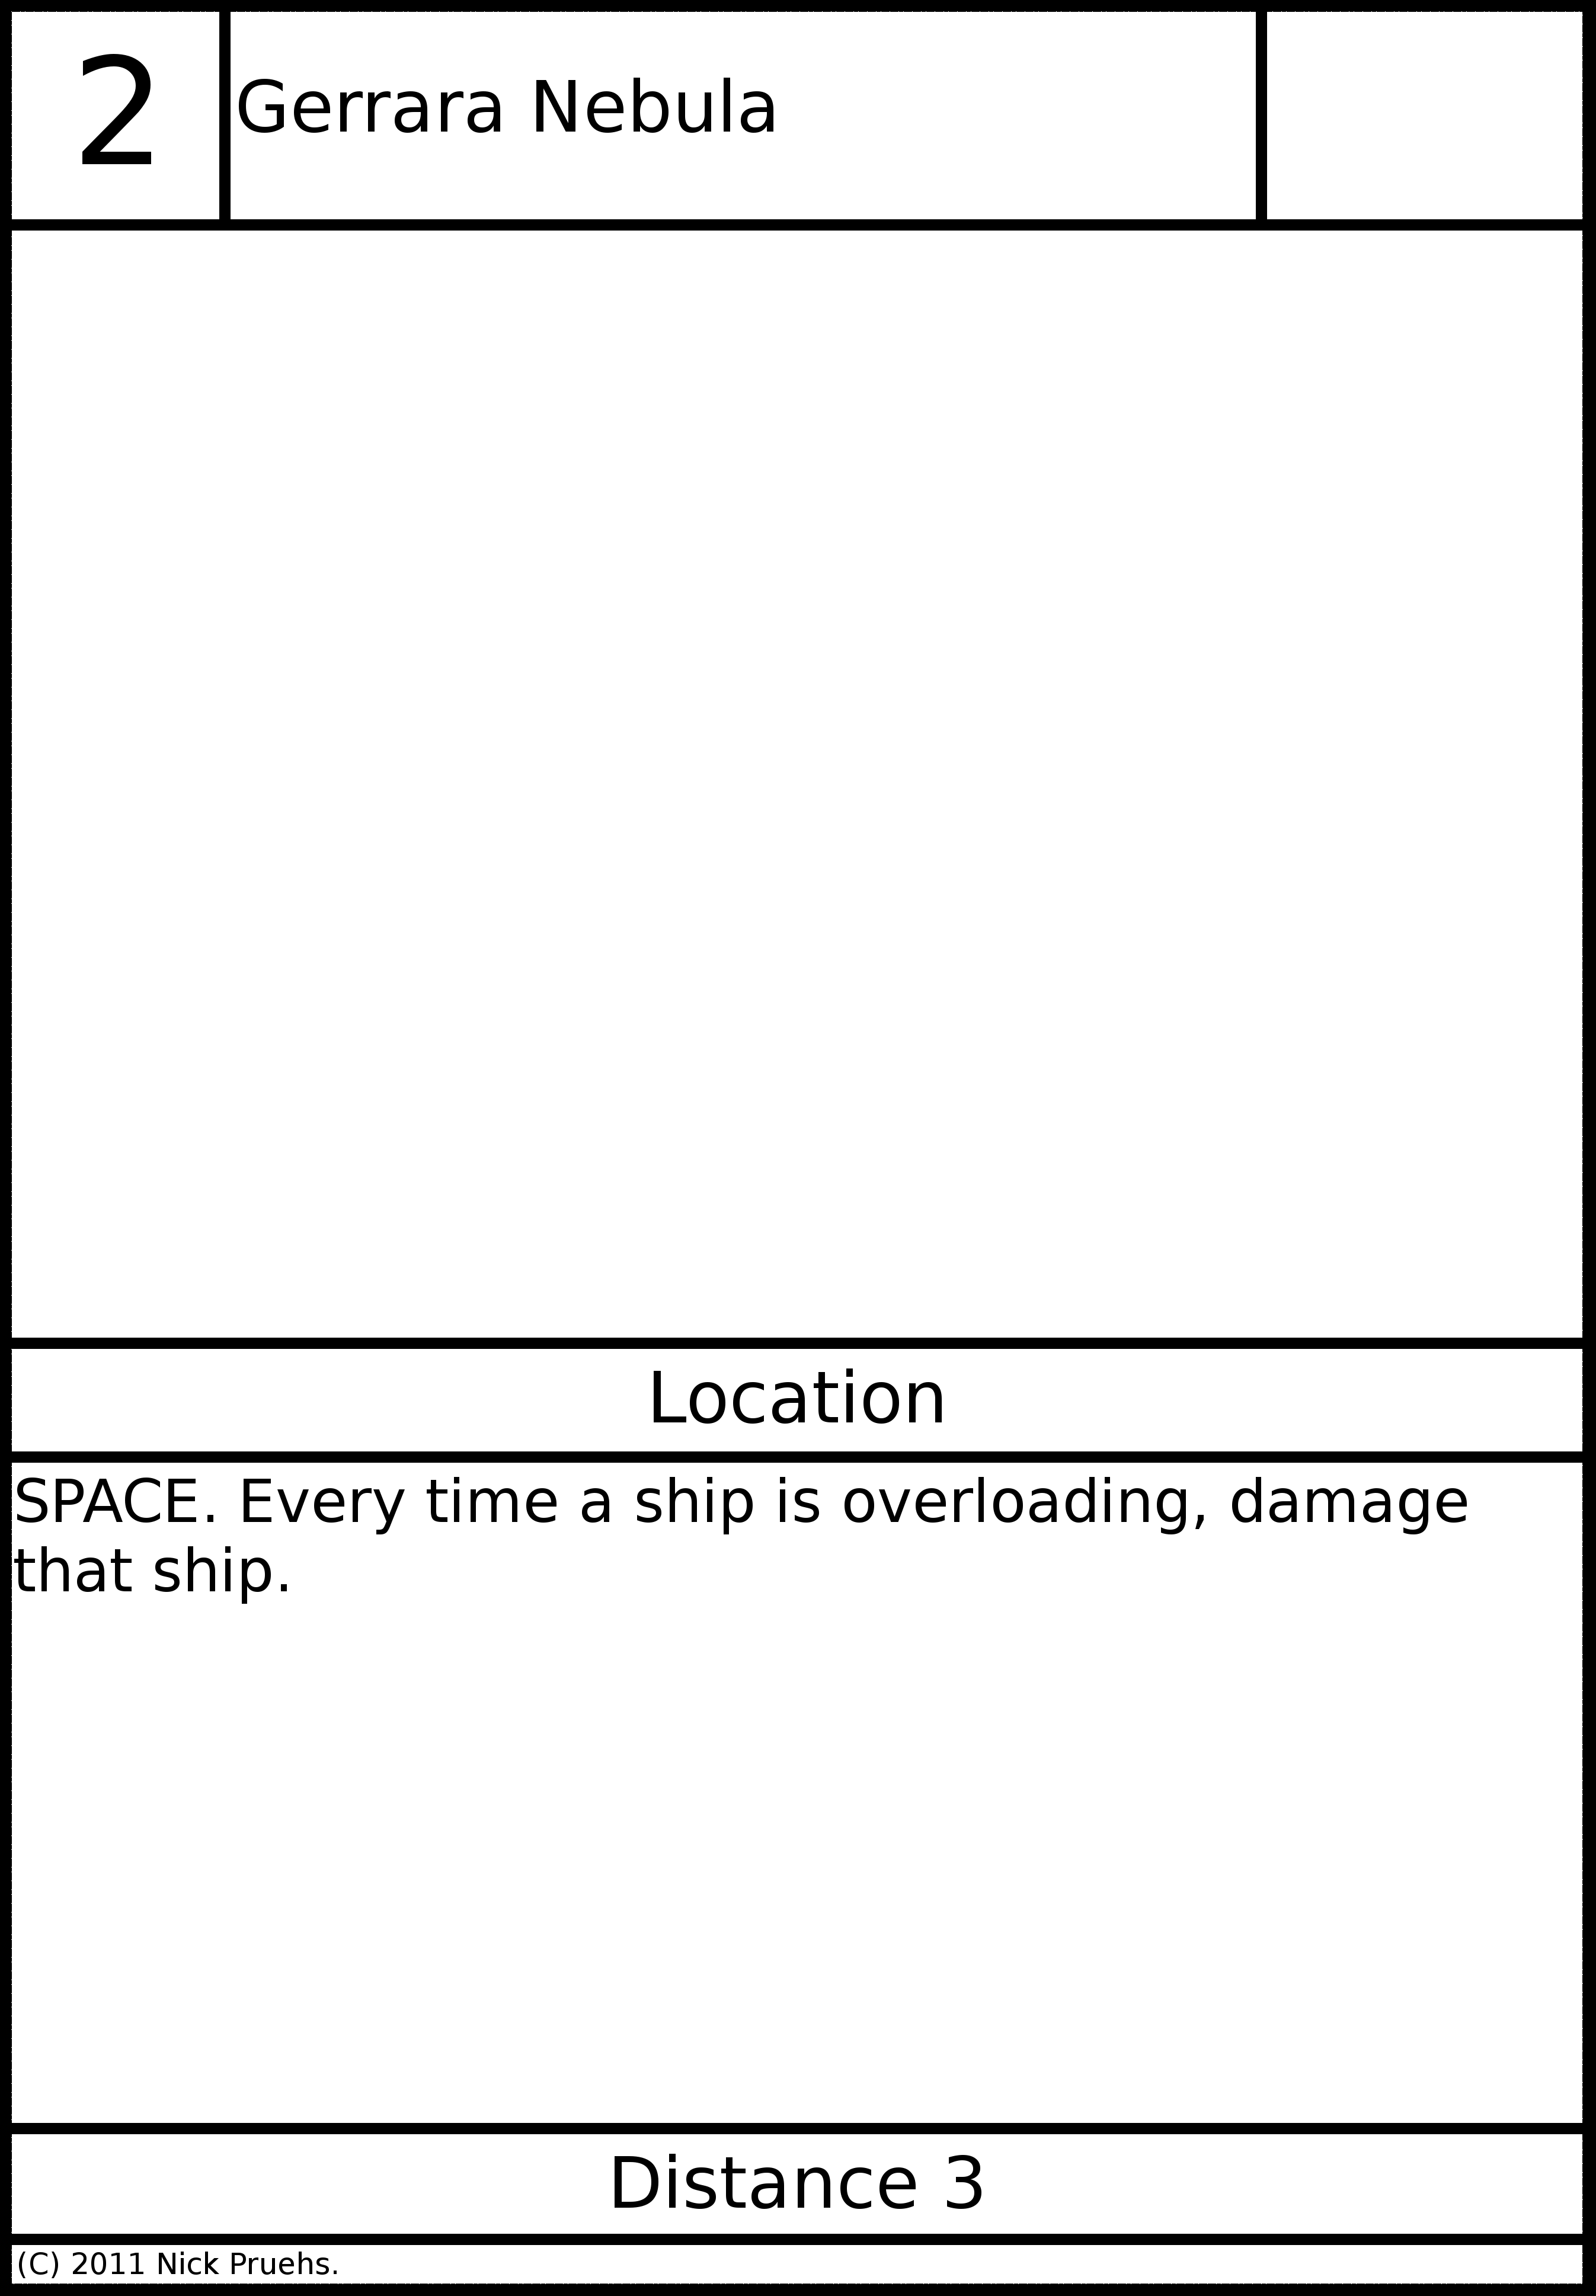 2
Gerrara Nebula
Location
SPACE. Every time a ship is overloading, damage
that ship.
Distance 3
(C) 2011 Nick Pruehs.